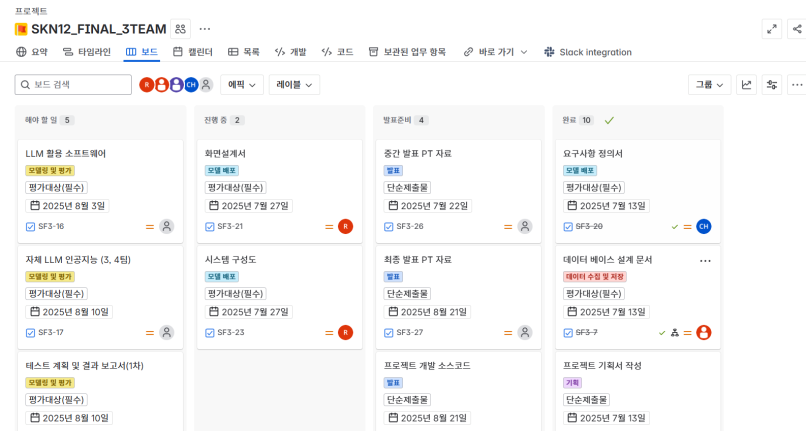 프로젝트
SKN12_FINAL_3TEAM
요약 타임라인 보드 캘린더 목록 개발 코드 보관된 업무 항목 바로 가기 Slack integration
보드 검색 R CH 에픽 레이블 그룹
해야 할 일 5
LLM 활용 소프트웨어
모델링 및 평가
평가대상(필수)
2025년 8월 3일
SF3-16
자체 LLM 인공지능 (3, 4팀)
모델링 및 평가
평가대상(필수)
2025년 8월 10일
SF3-17
테스트 계획 및 결과 보고서(1차)
모델링 및 평가
평가대상(필수)
2025년 8월 10일
진행 중 2
화면설계서
모델 배포
평가대상(필수)
2025년 7월 27일
SF3-21 R
시스템 구성도
모델 배포
평가대상(필수)
2025년 7월 27일
SF3-23 R
발표준비 4
중간 발표 PT 자료
발표
단순제출물
2025년 7월 22일
SF3-26
최종 발표 PT 자료
발표
단순제출물
2025년 8월 21일
SF3-27
프로젝트 개발 소스코드
발표
단순제출물
2025년 8월 21일
완료 10
요구사항 정의서
모델 배포
평가대상(필수)
2025년 7월 13일
SF3-20 CH
데이터 베이스 설계 문서
데이터 수집 및 저장
평가대상(필수)
2025년 7월 13일
SF3-7
프로젝트 기획서 작성
기획
단순제출물
2025년 7월 13일